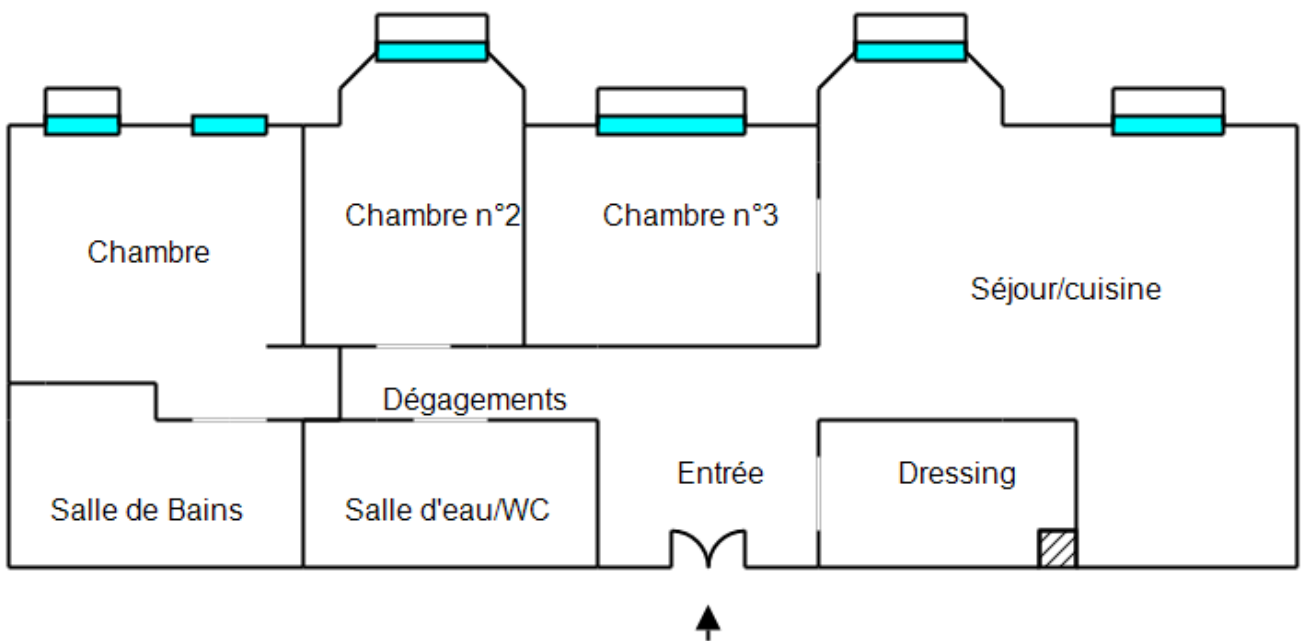 Chambre n°2
Chambre n°3
Chambre
Séjour/cuisine
Dégagements
Entrée
Dressing
Salle de Bains
Salle d'eau/WC